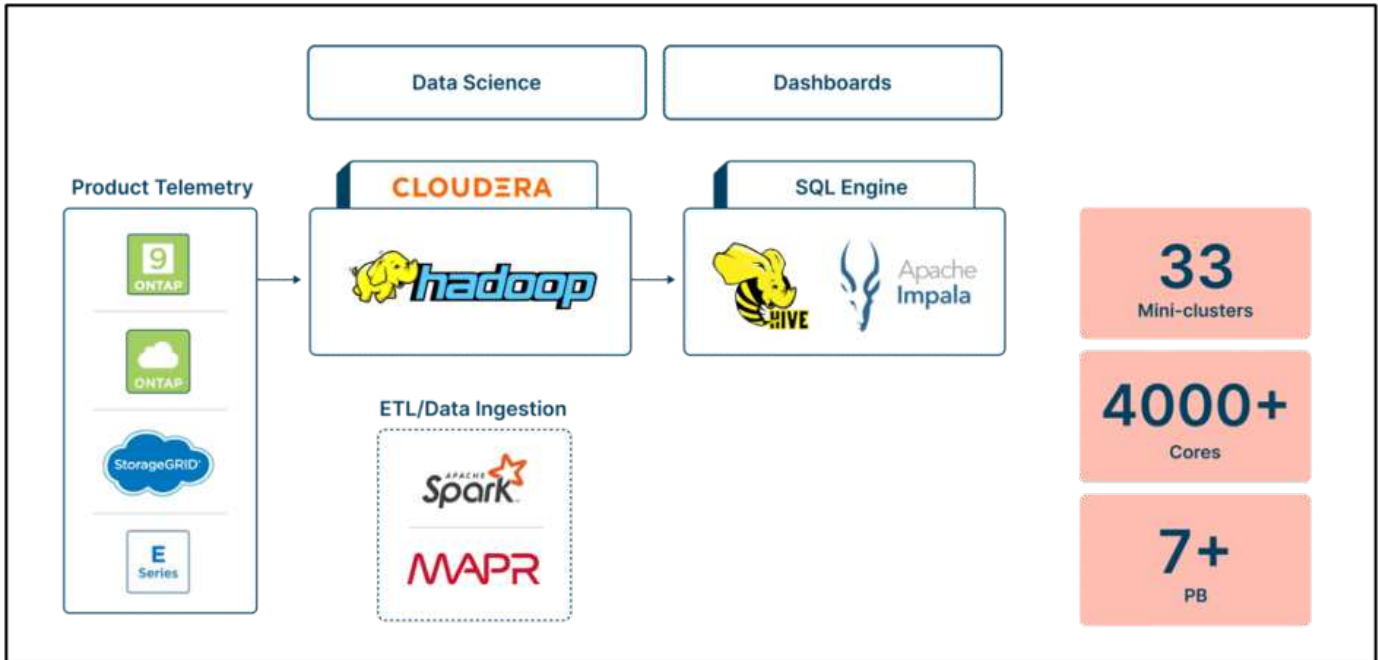 Data Science
Dashboards
Product Telemetry
CLOUDERA
SQL Engine
9
ONTAP
hadoop
HIVE
Apache
Impala
33
Mini-clusters
ONTAP
4000+
Cores
ETL/Data Ingestion
StorageGRID
APACHE
Spark
E
Series
MAPR
7+
PB